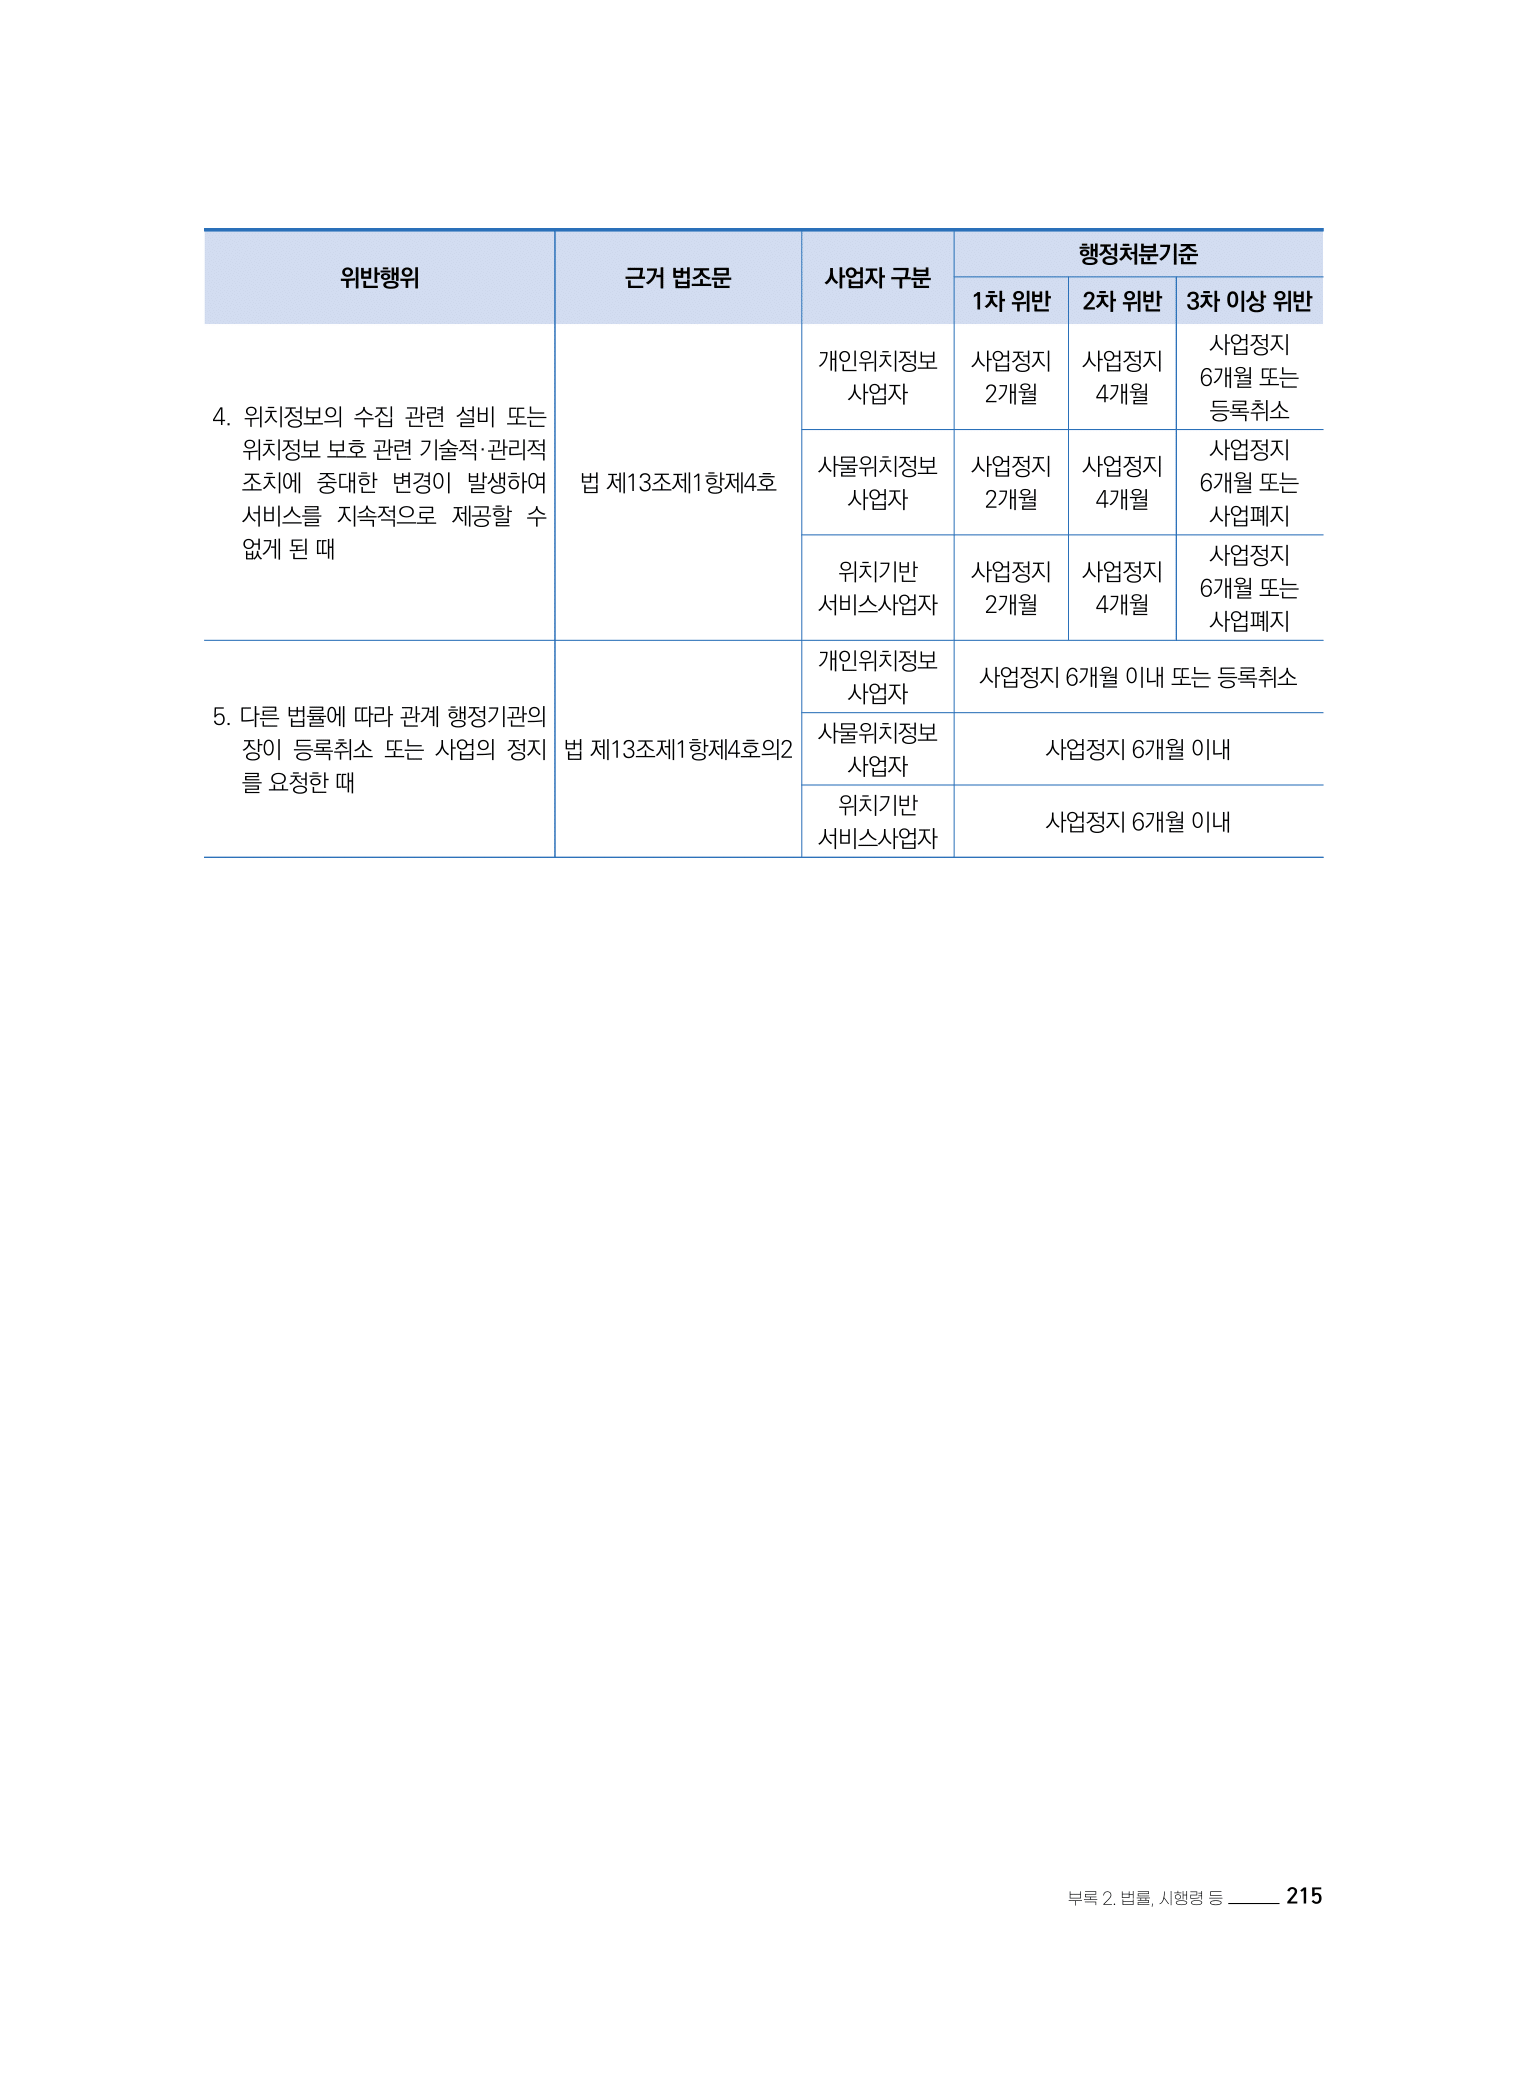 위반행위
근거 법조문
사업자 구분
행정처분기준
1차 위반
2차 위반
3차 이상 위반
4. 위치정보의 수집 관련 설비 또는
위치정보 보호 관련 기술적·관리적
조치에 중대한 변경이 발생하여
서비스를 지속적으로 제공할 수
없게 된 때
법 제13조제1항제4호
개인위치정보
사업자
사업정지
2개월
사업정지
4개월
사업정지
6개월 또는
등록취소
사물위치정보
사업자
사업정지
2개월
사업정지
4개월
사업정지
6개월 또는
사업폐지
위치기반
서비스사업자
사업정지
2개월
사업정지
4개월
사업정지
6개월 또는
사업폐지
5. 다른 법률에 따라 관계 행정기관의
장이 등록취소 또는 사업의 정지
를 요청한 때
법 제13조제1항제4호의2
개인위치정보
사업자
사업정지 6개월 이내 또는 등록취소
사물위치정보
사업자
사업정지 6개월 이내
위치기반
서비스사업자
사업정지 6개월 이내
부록 2. 법률, 시행령 등 215